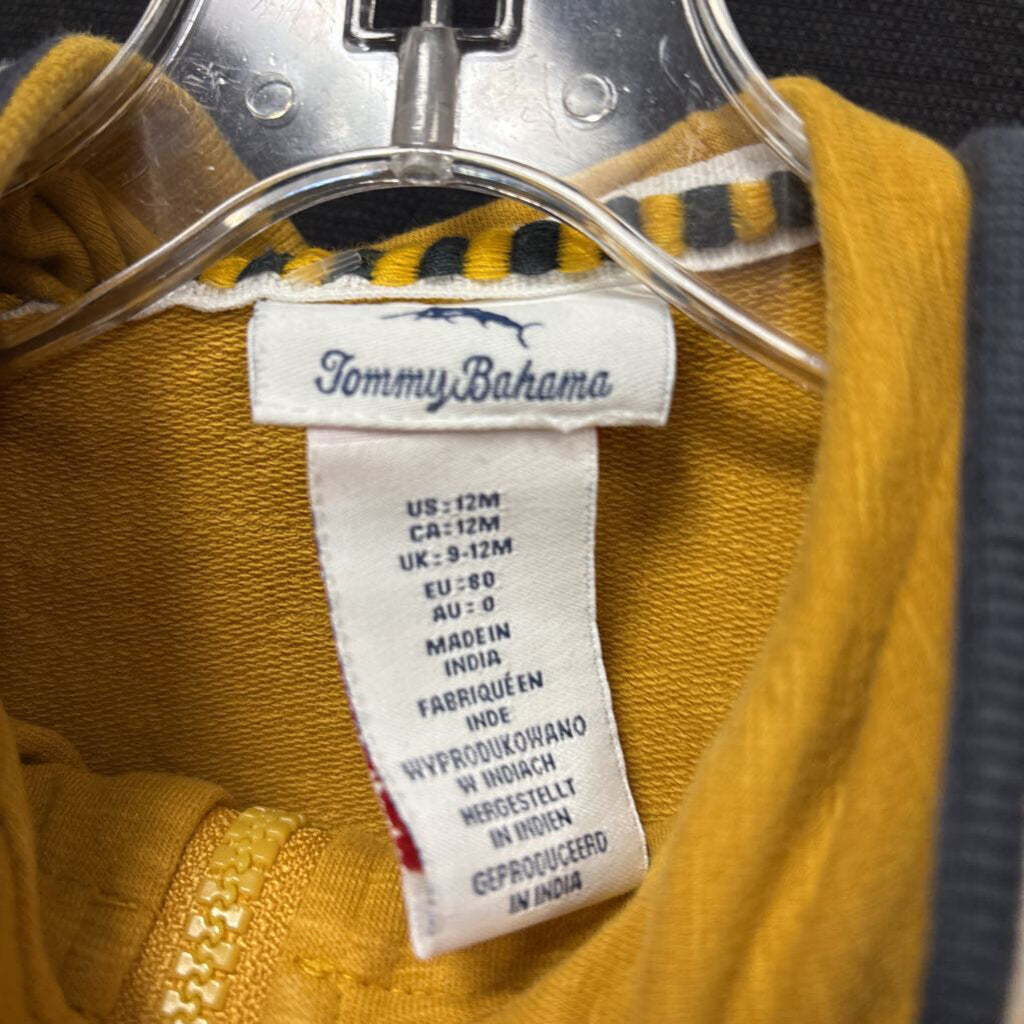 Tommy Bahama
US: 12M
CA: 12M
UK: 9-12M
EU: 80
AU: 0
MADE IN
INDIA
FABRIQUÉ EN
INDE
WYPRODUKOWANO
W INDIACH
HERGESTELLT
IN INDIEN
GEPRODUCEERD
IN INDIA